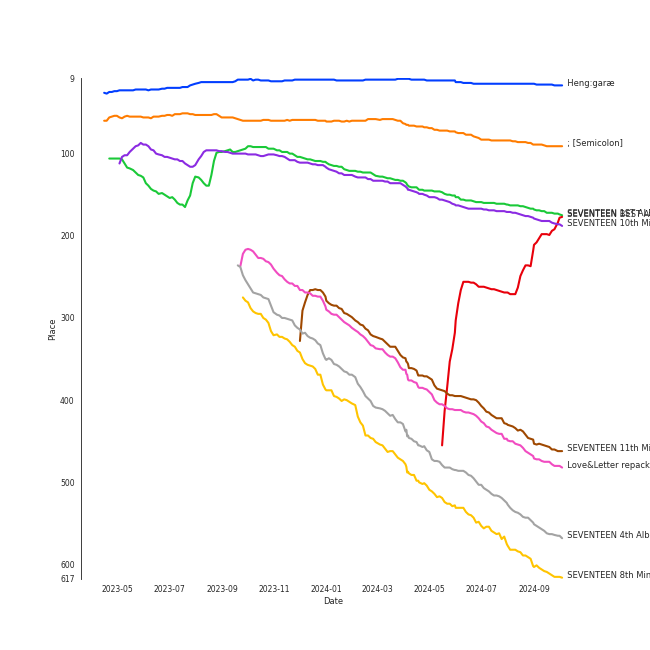 9
100
200
300
400
500
600
617
Place
2023-05
2023-07
2023-09
2023-11
2024-01
2024-03
2024-05
2024-07
2024-09
Date
Heng:garæ
; [Semicolon]
SEVENTEEN
SEVENTEEN 10th Mi
SEVENTEEN 11th Mi
Love&Letter repack
SEVENTEEN 4th Alb
SEVENTEEN 8th Min